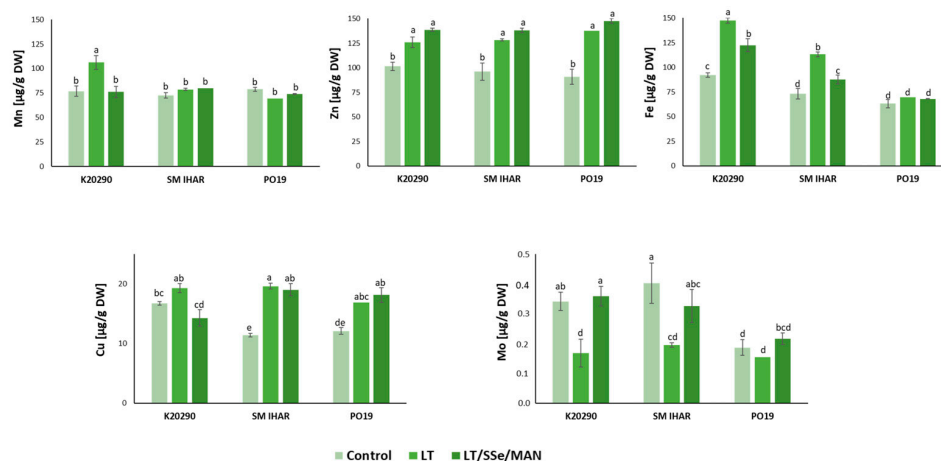 Mn [µg/g DW]
150
125
100
75
50
25
0
b a b b b b b b b
K20290 SM IHAR PO19
Zn [µg/g DW]
150
125
100
75
50
25
0
b a a b a a b a a
K20290 SM IHAR PO19
Fe [µg/g DW]
150
125
100
75
50
25
0
c a b d b c d d d
K20290 SM IHAR PO19
Cu [µg/g DW]
20
10
0
bc ab cd e a a de abc ab
K20290 SM IHAR PO19
Mo [µg/g DW]
0.5
0.4
0.3
0.2
0.1
0
ab d a a cd abc d d bcd
K20290 SM IHAR PO19
Control LT LT/SSe/MAN